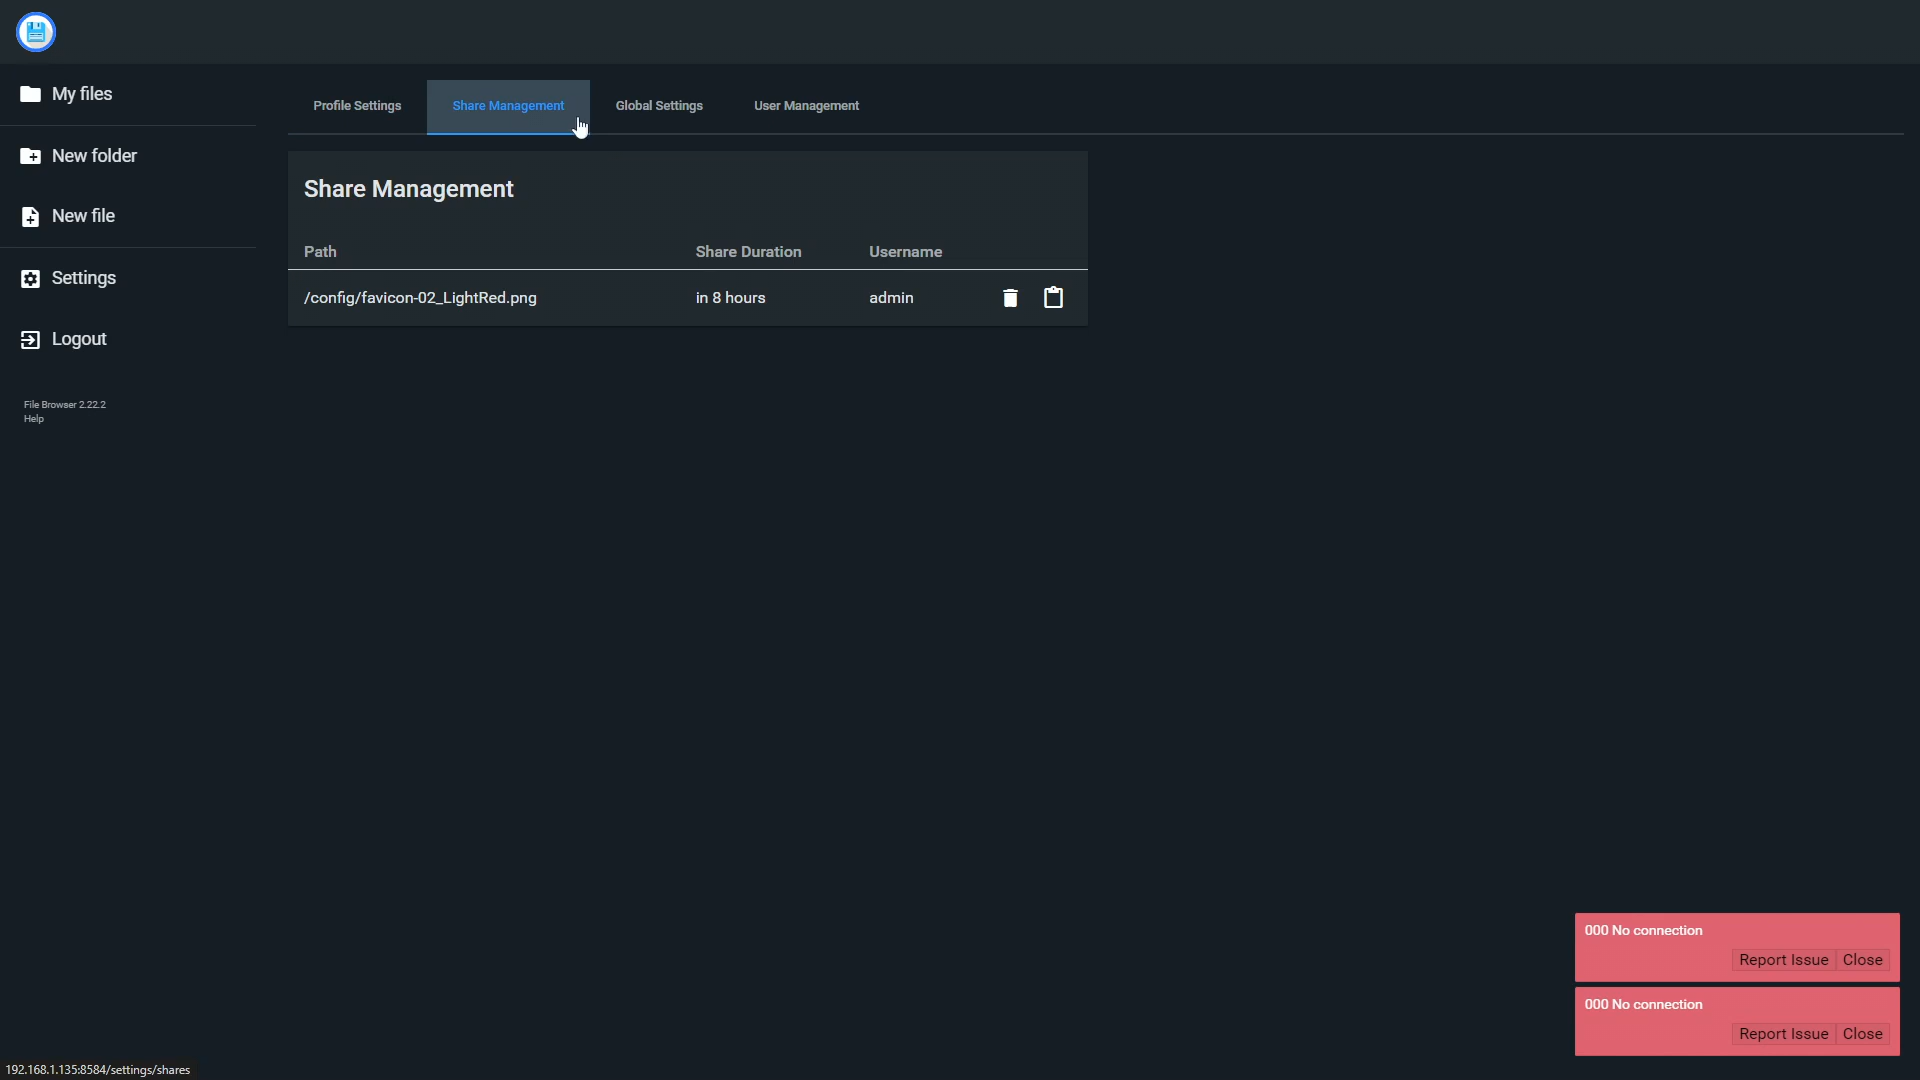 My files
New folder
New file
Settings
Logout
File Browser 2.22.2
Help
Profile Settings Share Management Global Settings User Management
Share Management
Path Share Duration Username
/config/favicon-02_LightRed.png in 8 hours admin
000 No connection
Report Issue Close
000 No connection
Report Issue Close
192.168.1.135:8584/settings/shares